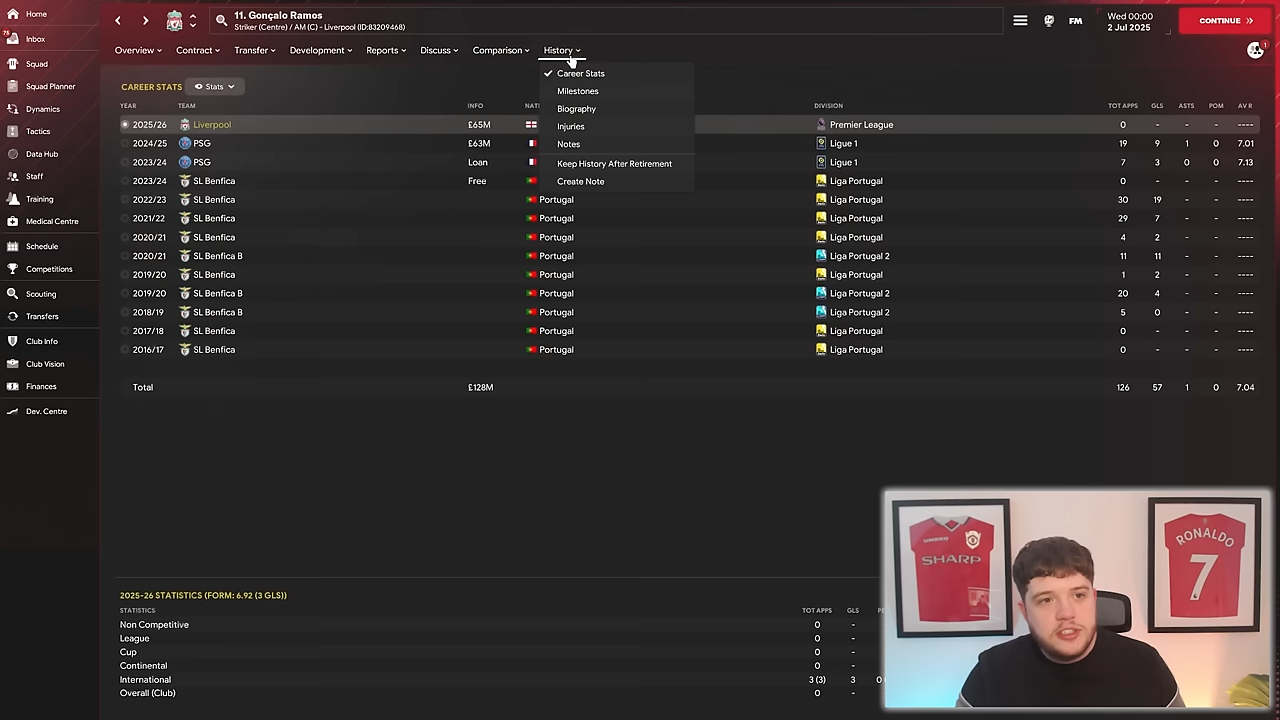 Home
11. Gonçalo Ramos
Striker (Centre) / AM (C) - Liverpool (ID:83209468)
FM
Wed 00:00
2 Jul 2025
CONTINUE
75
Inbox
Overview
Contract
Transfer
Development
Reports
Discuss
Comparison
History
1
Squad
Squad Planner
Dynamics
Tactics
Data Hub
Staff
Training
Medical Centre
Schedule
Competitions
Scouting
Transfers
Club Info
Club Vision
Finances
Dev. Centre
Career Stats
Milestones
Biography
Injuries
Notes
Keep History After Retirement
Create Note
CAREER STATS Stats
YEAR TEAM INFO NATI DIVISION TOT APPS GLS ASTS POM AV R
2025/26 Liverpool £65M Premier League 0 - - - ----
2024/25 PSG £63M Ligue 1 19 9 1 0 7.01
2023/24 PSG Loan Ligue 1 7 3 0 0 7.13
2023/24 SL Benfica Free Liga Portugal 0 - - - ----
2022/23 SL Benfica Portugal Liga Portugal 30 19 - - ----
2021/22 SL Benfica Portugal Liga Portugal 29 7 - - ----
2020/21 SL Benfica Portugal Liga Portugal 4 2 - - ----
2020/21 SL Benfica B Portugal Liga Portugal 2 11 11 - - ----
2019/20 SL Benfica Portugal Liga Portugal 1 2 - - ----
2019/20 SL Benfica B Portugal Liga Portugal 2 20 4 - - ----
2018/19 SL Benfica B Portugal Liga Portugal 2 5 0 - - ----
2017/18 SL Benfica Portugal Liga Portugal 0 - - - ----
2016/17 SL Benfica Portugal Liga Portugal 0 - - - ----
Total £128M 126 57 1 0 7.04
2025-26 STATISTICS (FORM: 6.92 (3 GLS))
STATISTICS TOT APPS GLS
Non Competitive 0 -
League 0 -
Cup 0 -
Continental 0 -
International 3 (3) 3 0
Overall (Club) 0 -
UMBRO
SHARP
RONALDO
7